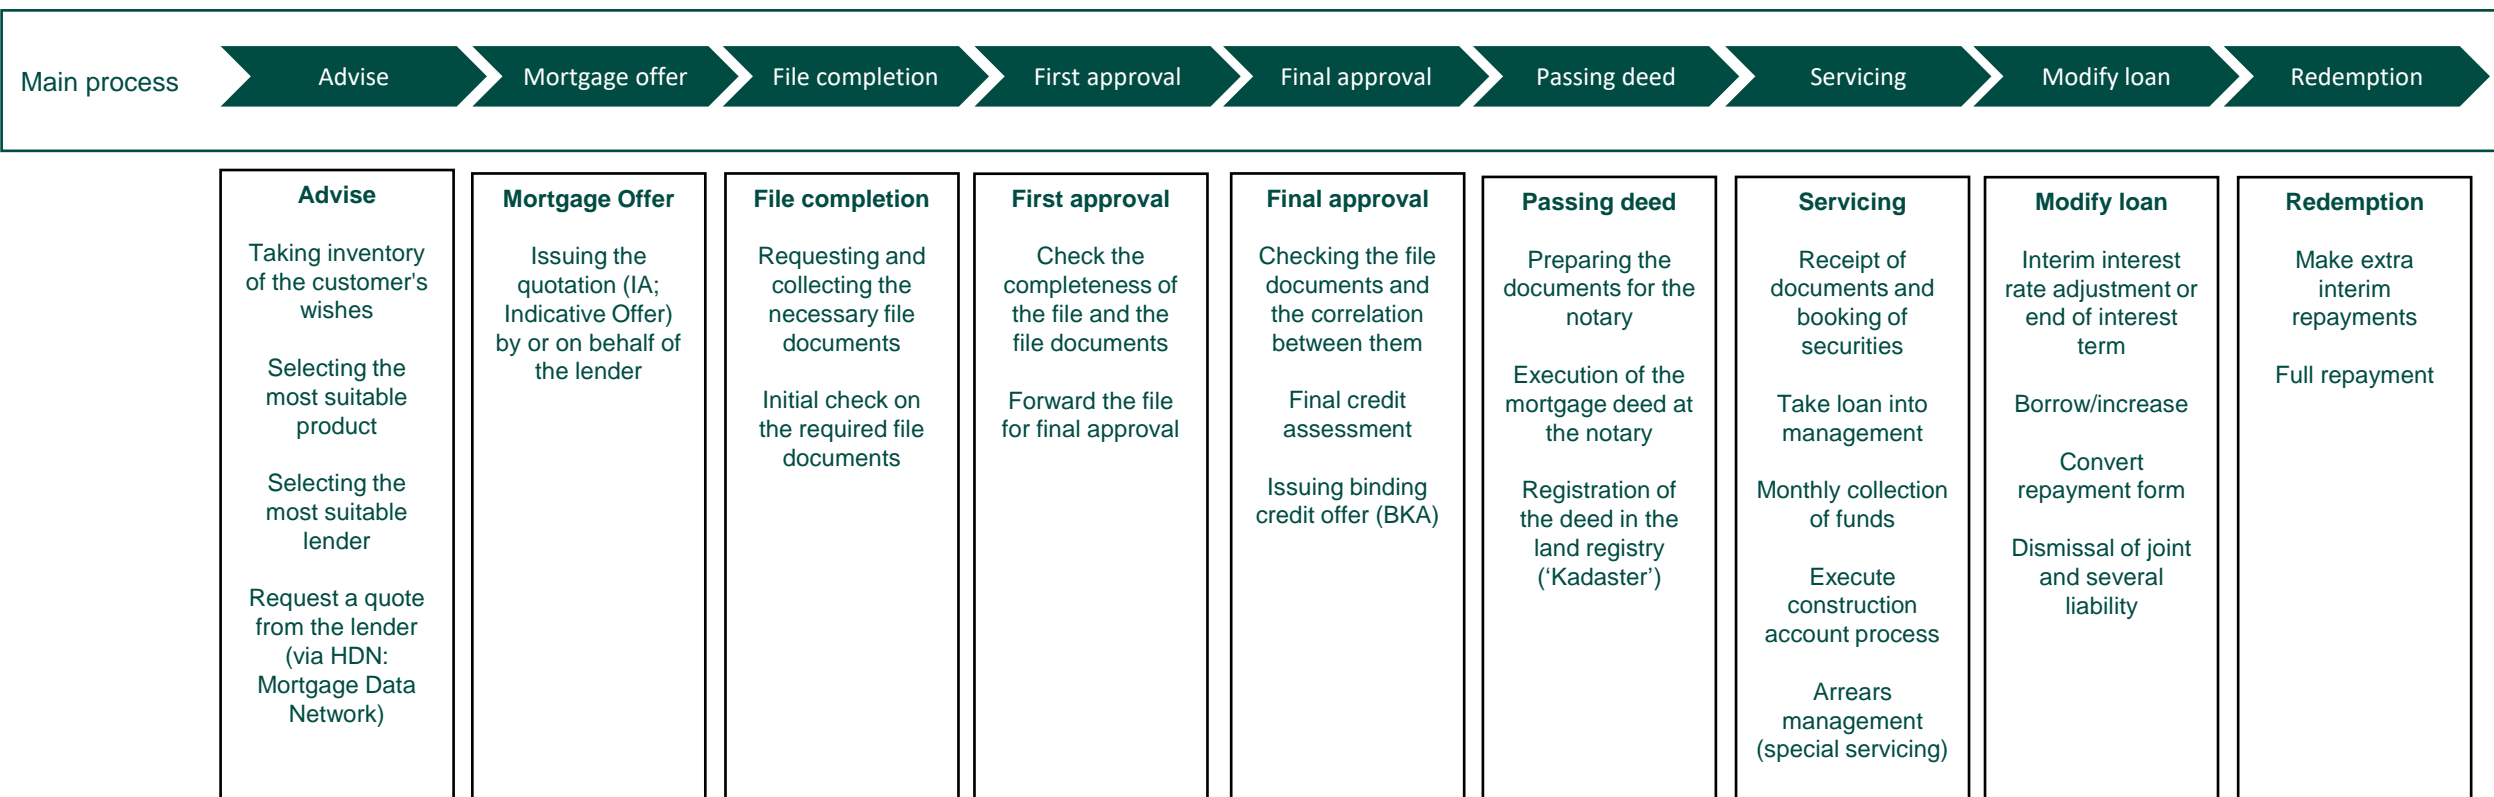 Main process
Advise
Mortgage offer
File completion
First approval
Final approval
Passing deed
Servicing
Modify loan
Redemption
Advise
Taking inventory
of the customer's
wishes
Selecting the
most suitable
product
Selecting the
most suitable
lender
Request a quote
from the lender
(via HDN:
Mortgage Data
Network)
Mortgage Offer
Issuing the
quotation (IA;
Indicative Offer)
by or on behalf of
the lender
File completion
Requesting and
collecting the
necessary file
documents
Initial check on
the required file
documents
First approval
Check the
completeness of
the file and the
file documents
Forward the file
for final approval
Final approval
Checking the file
documents and
the correlation
between them
Final credit
assessment
Issuing binding
credit offer (BKA)
Passing deed
Preparing the
documents for the
notary
Execution of the
mortgage deed at
the notary
Registration of
the deed in the
land registry
(‘Kadaster’)
Servicing
Receipt of
documents and
booking of
securities
Take loan into
management
Monthly collection
of funds
Execute
construction
account process
Arrears
management
(special servicing)
Modify loan
Interim interest
rate adjustment or
end of interest
term
Borrow/increase
Convert
repayment form
Dismissal of joint
and several
liability
Redemption
Make extra
interim
repayments
Full repayment